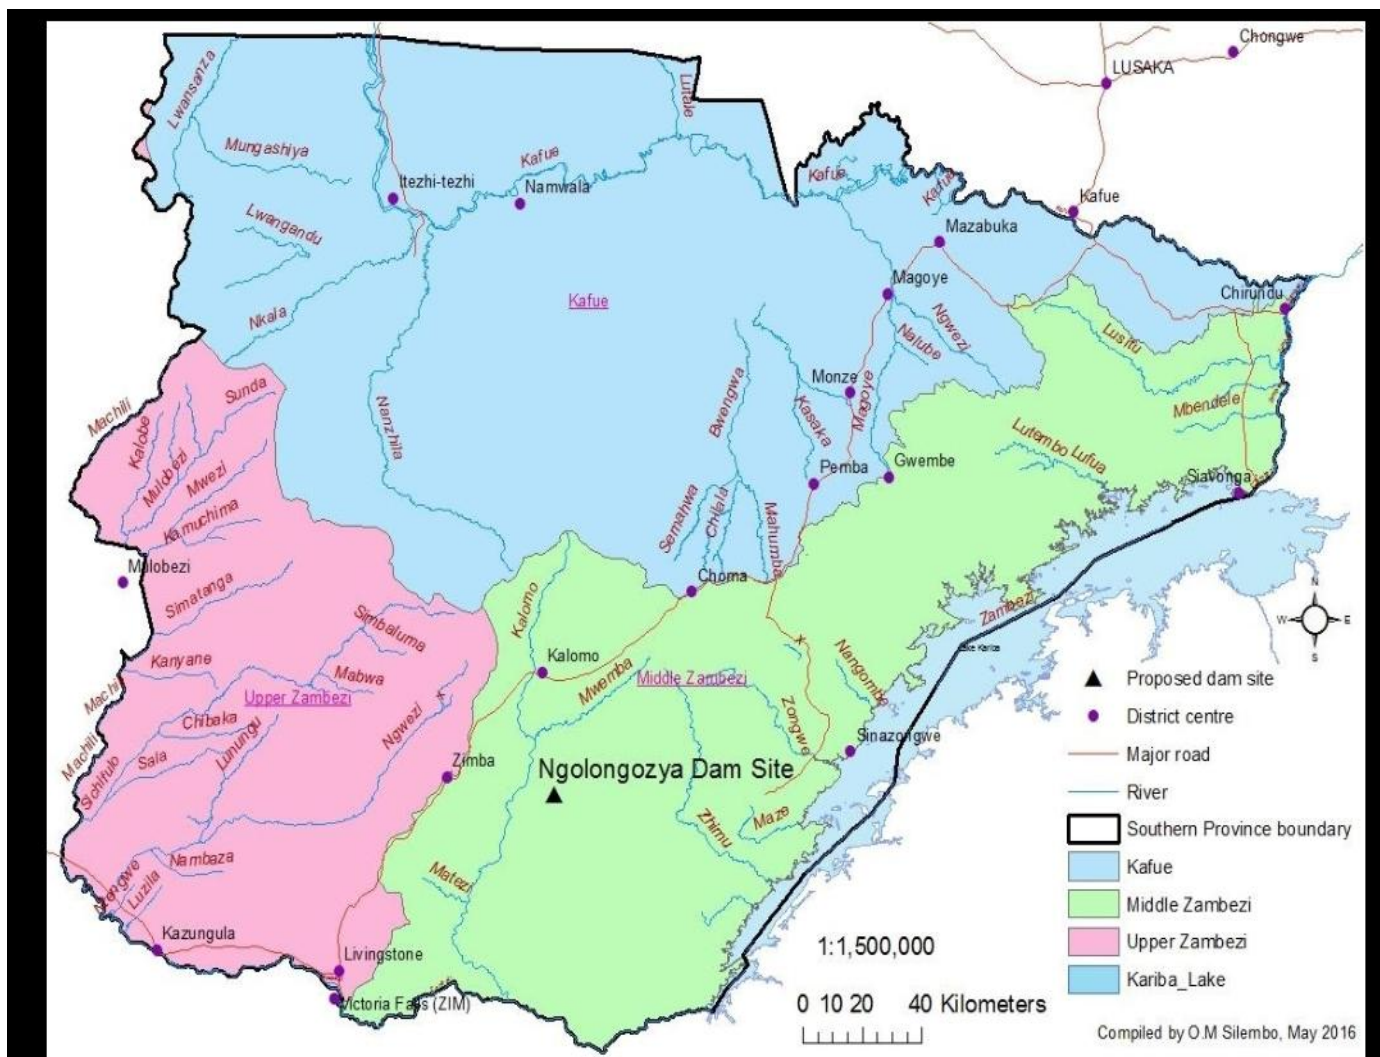 Chongwe
LUSAKA
Lwansanza
Lutale
Mungashiya
Kafue
Kafue
Kafue
Itezhi-tezhi
Namwala
Kafue
Lwangandu
Mazabuka
Magoye
Chirundu
Kafue
Nkala
Ngwezi
Nalube
Lusifu
Sunda
Monze
Bwengwa
Machili
Kalobe
Nanzhila
Kasaka
Magoye
Mbendele
Mulobezi
Mwezi
Lutembo
Lufua
Pemba
Gwembe
Siavonga
Kamuchima
Semahwa
Chilala
Mahumba
Mulobezi
Choma
Simatanga
Kalomo
Zambezi
N
W
E
S
Simbaluma
Kanyane
Kalomo
Mwemba
Middle Zambezi
Nangombe
Lake Kariba
Mabwa
Machili
Upper Zambezi
Ngwezi
Zongwe
Chibaka
Machili
Lunungu
Sala
Sichifulo
Zimba
Sinazongwe
Ngolongozya Dam Site
Maze
Zhimu
Nambaza
Luzila
Matezi
Kazungula
Livingstone
Victoria Falls (ZIM)
Proposed dam site
District centre
Major road
River
Southern Province boundary
Kafue
Middle Zambezi
Upper Zambezi
Kariba_Lake
1:1,500,000
0 10 20 40 Kilometers
Compiled by O.M Silembo, May 2016